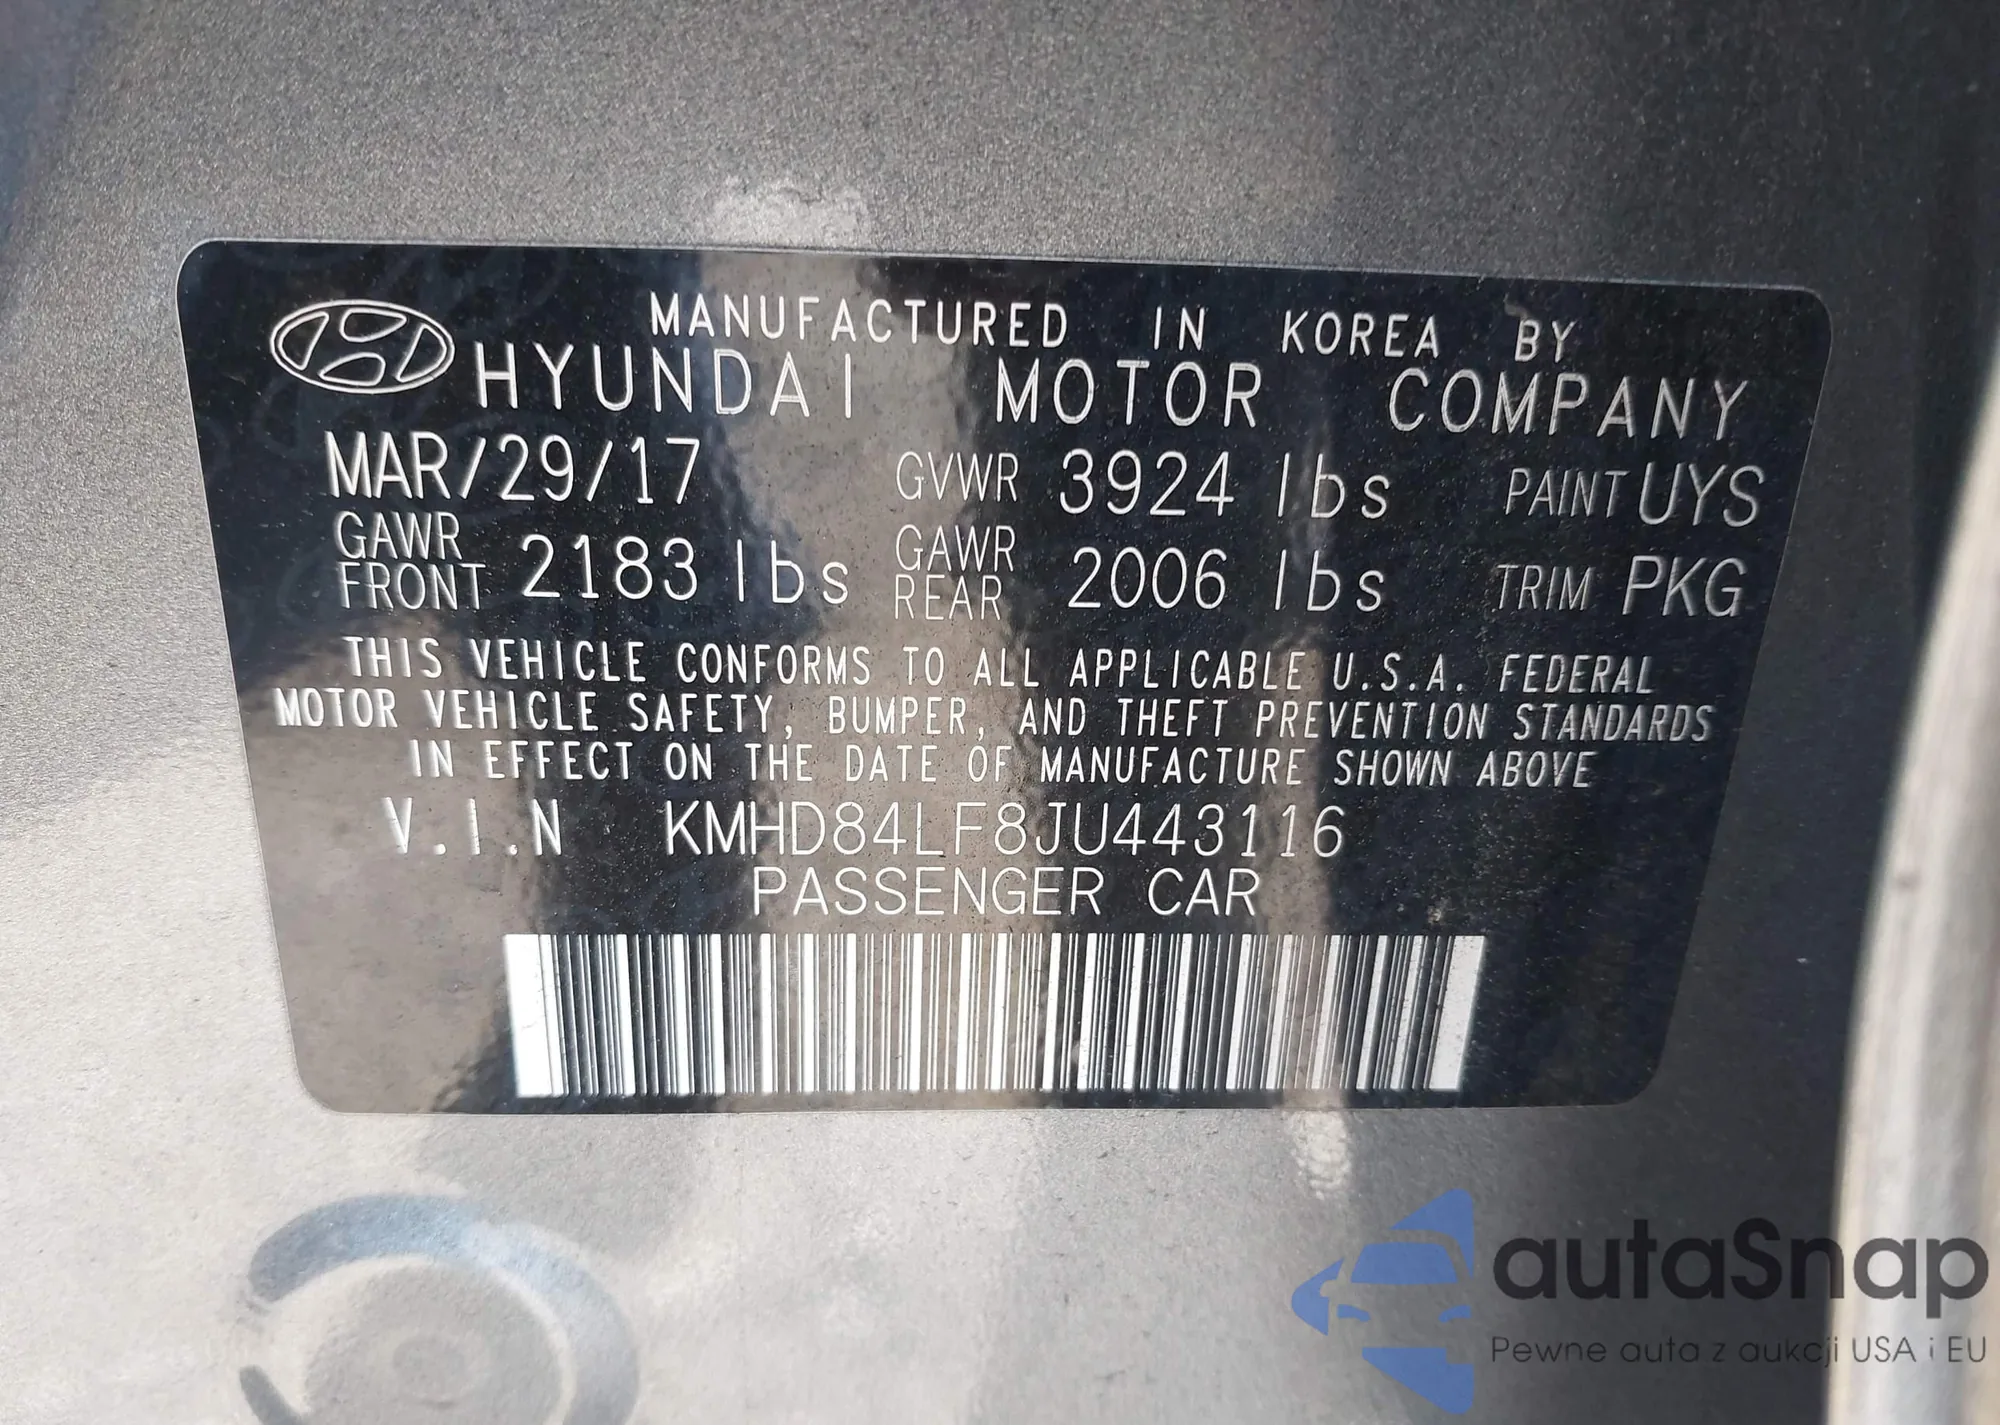 MANUFACTURED IN KOREA BY
HYUNDAI MOTOR COMPANY
MAR/29/17 GVWR 3924 lbs PAINT UYS
GAWR FRONT 2183 lbs GAWR REAR 2006 lbs TRIM PKG
THIS VEHICLE CONFORMS TO ALL APPLICABLE U.S.A. FEDERAL
MOTOR VEHICLE SAFETY, BUMPER, AND THEFT PREVENTION STANDARDS
IN EFFECT ON THE DATE OF MANUFACTURE SHOWN ABOVE
V.I.N KMHD84LF8JU443116
PASSENGER CAR
autaSnap
Pewne auta z aukcji USA i EU